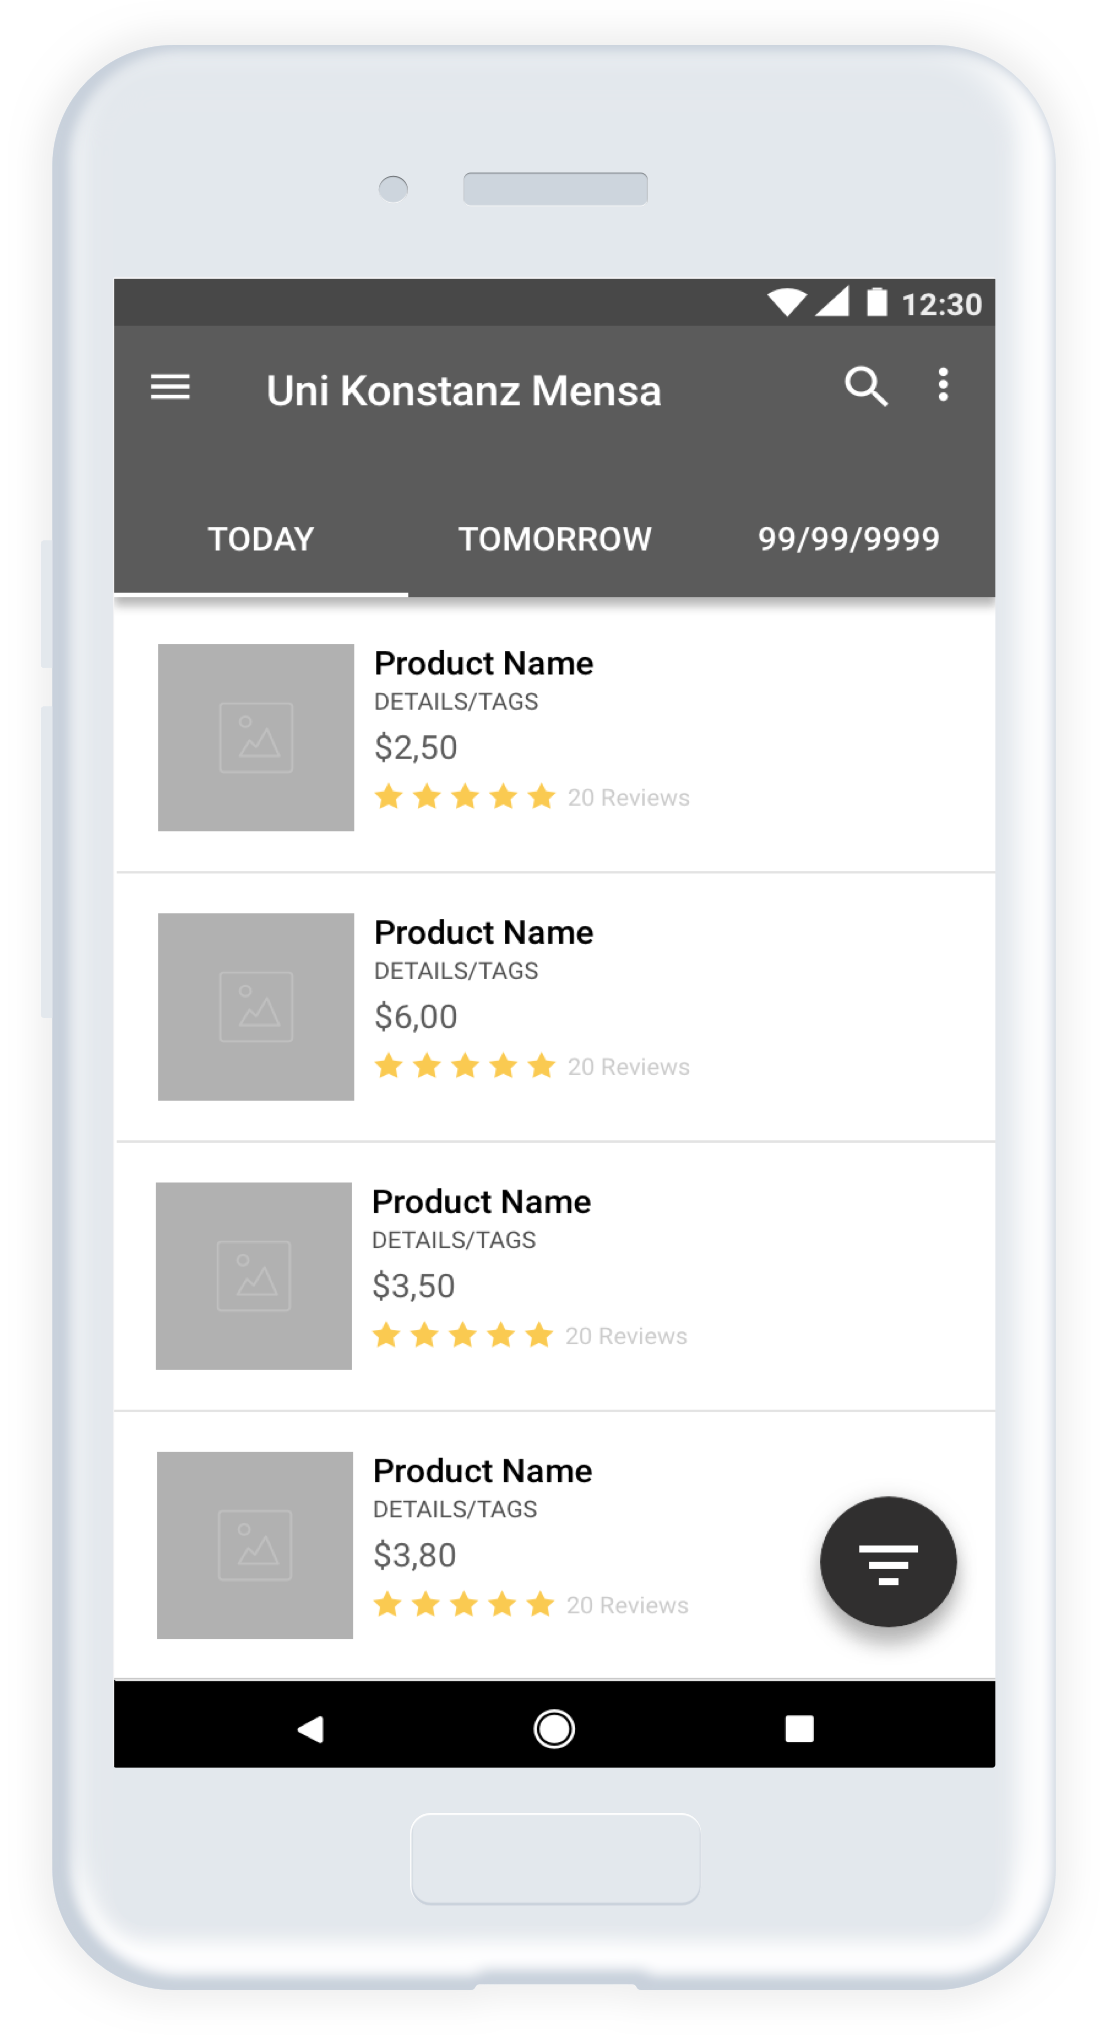 12:30
Uni Konstanz Mensa
TODAY TOMORROW 99/99/9999
Product Name
DETAILS/TAGS
$2,50
20 Reviews
Product Name
DETAILS/TAGS
$6,00
20 Reviews
Product Name
DETAILS/TAGS
$3,50
20 Reviews
Product Name
DETAILS/TAGS
$3,80
20 Reviews